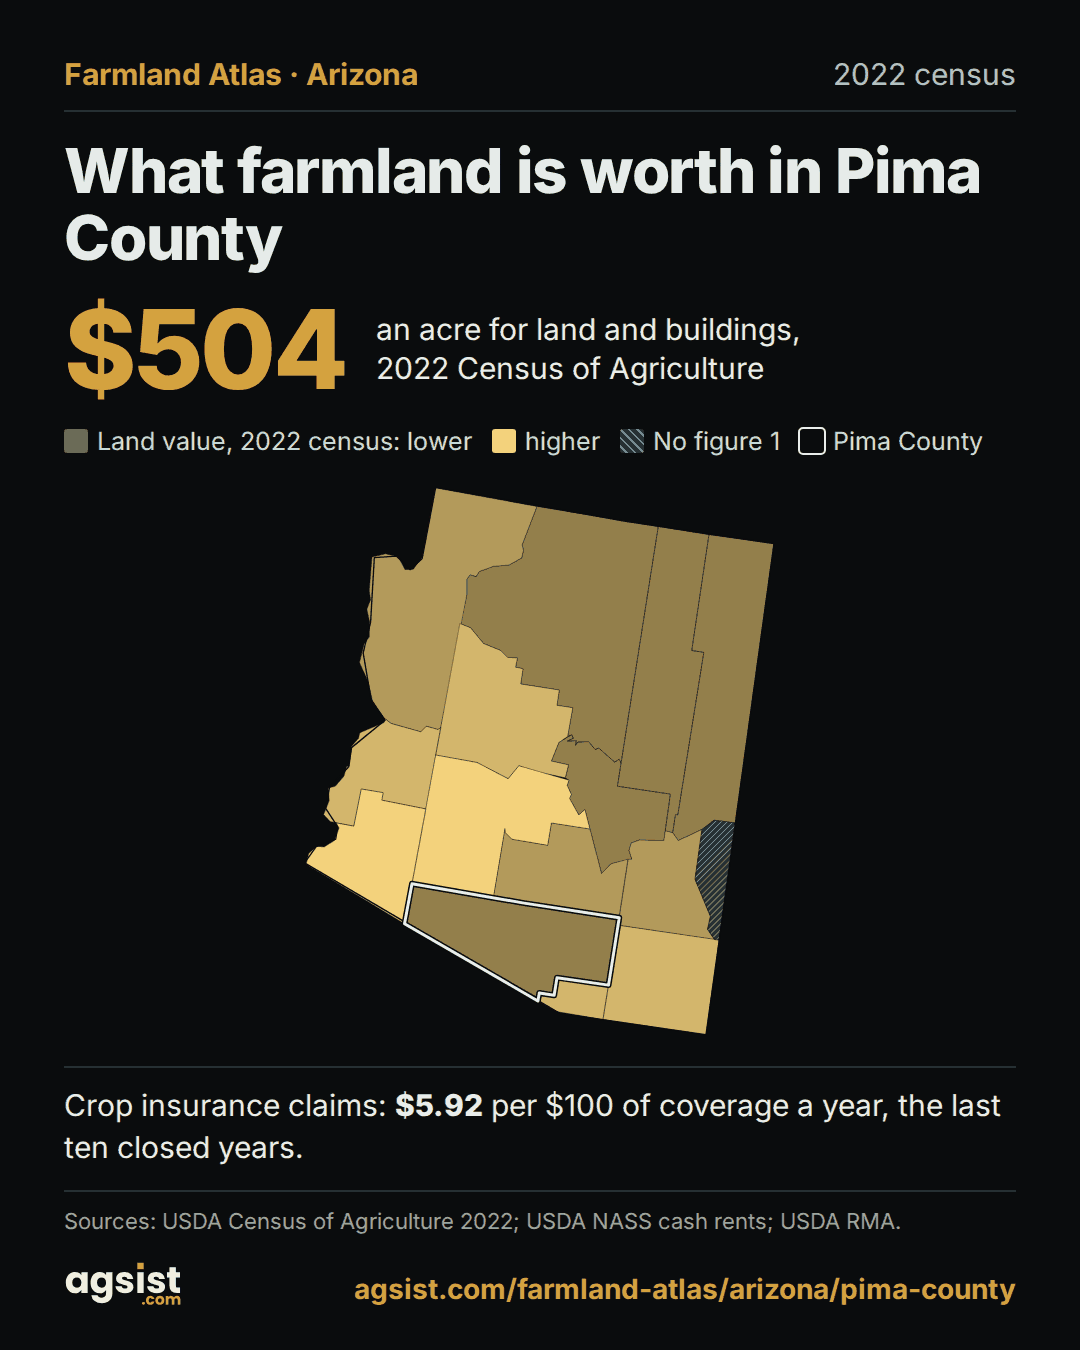 Farmland Atlas · Arizona
2022 census
What farmland is worth in Pima
County
$504
an acre for land and buildings,
2022 Census of Agriculture
Land value, 2022 census: lower
higher
No figure 1
Pima County
Crop insurance claims: $5.92 per $100 of coverage a year, the last
ten closed years.
Sources: USDA Census of Agriculture 2022; USDA NASS cash rents; USDA RMA.
agsist
.com
agsist.com/farmland-atlas/arizona/pima-county